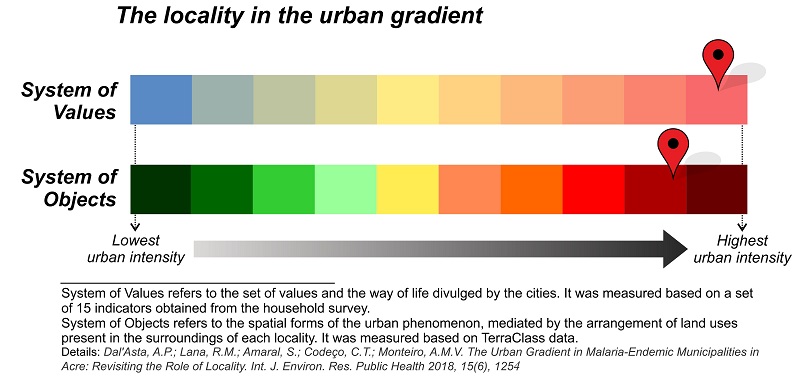 The locality in the urban gradient
System of
Values
System of
Objects
Lowest
urban intensity
Highest
urban intensity
System of Values refers to the set of values and the way of life divulged by the cities. It was measured based on a set
of 15 indicators obtained from the household survey.
System of Objects refers to the spatial forms of the urban phenomenon, mediated by the arrangement of land uses
present in the surroundings of each locality. It was measured based on TerraClass data.
Details: Dal'Asta, A.P.; Lana, R.M.; Amaral, S.; Codeço, C.T.; Monteiro, A.M.V. The Urban Gradient in Malaria-Endemic Municipalities in
Acre: Revisiting the Role of Locality. Int. J. Environ. Res. Public Health 2018, 15(6), 1254